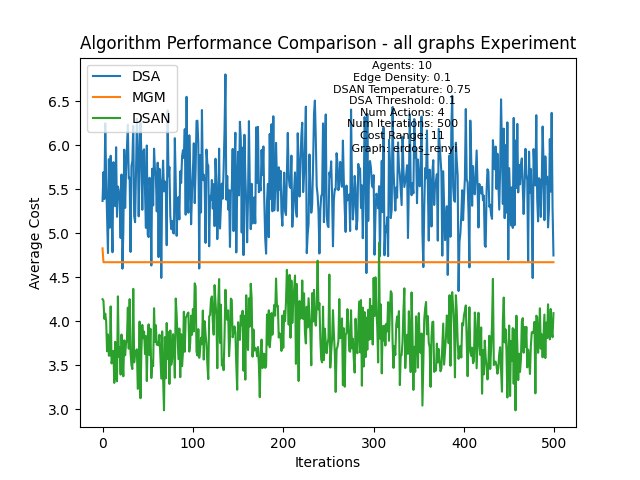 Algorithm Performance Comparison - all graphs Experiment
DSA
MGM
DSAN
Agents: 10
Edge Density: 0.1
DSAN Temperature: 0.75
DSA Threshold: 0.1
Num Actions: 4
Num Iterations: 500
Cost Range: 11
Graph: erdos_renyi
Average Cost
6.5
6.0
5.5
5.0
4.5
4.0
3.5
3.0
0 100 200 300 400 500
Iterations